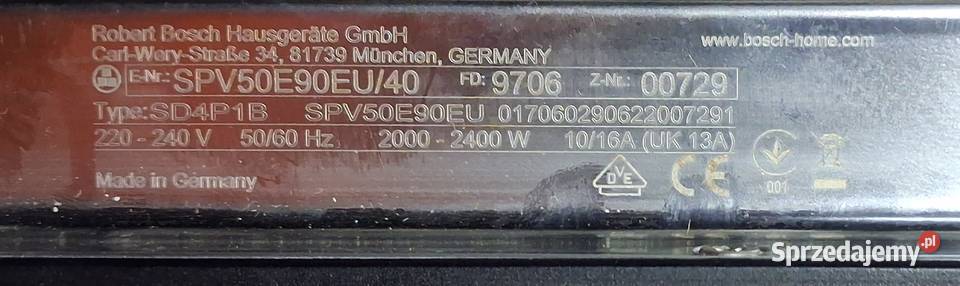 Robert Bosch Hausgeräte GmbH
www.bosch-home.com
Carl-Wery-Straße 34, 81739 München, GERMANY
E-Nr.: SPV50E90EU/40 FD: 9706 Z-Nr.: 00729
Type: SD4P1B SPV50E90EU 017060290622007291
220 - 240 V 50/60 Hz 2000 - 2400 W 10/16A (UK 13A)
Made in Germany
DVE
CE
001
Sprzedajemy.pl